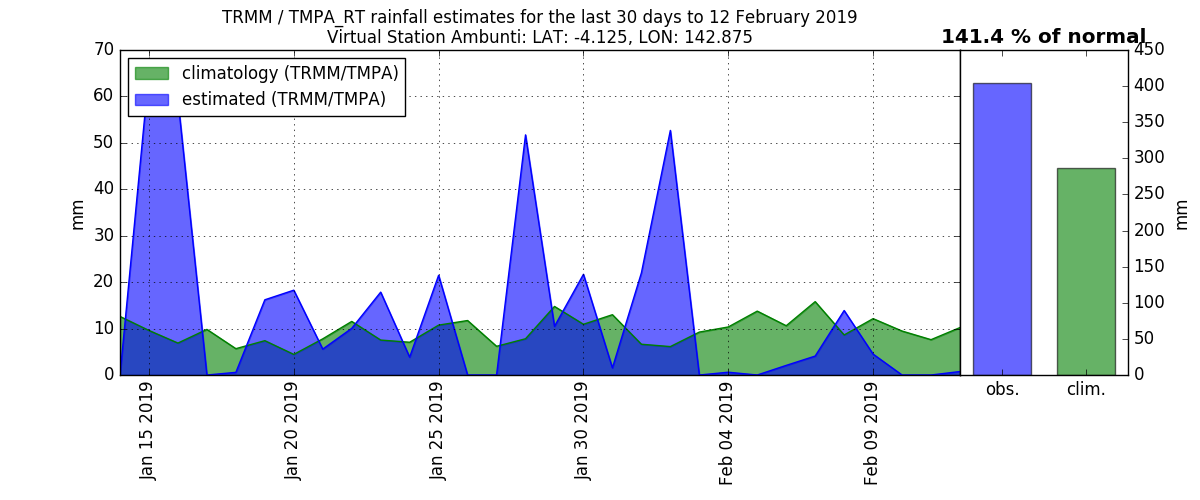 TRMM / TMPA_RT rainfall estimates for the last 30 days to 12 February 2019
Virtual Station Ambunti: LAT: -4.125, LON: 142.875
141.4 % of normal
climatology (TRMM/TMPA)
estimated (TRMM/TMPA)
70
60
50
40
30
20
10
0
mm
Jan 15 2019
Jan 20 2019
Jan 25 2019
Jan 30 2019
Feb 04 2019
Feb 09 2019
450
400
350
300
250
200
150
100
50
0
mm
obs.
clim.